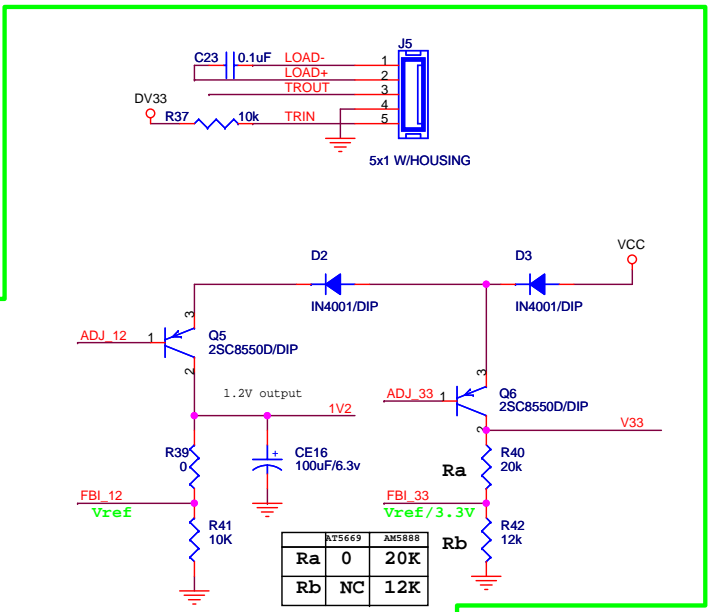 J5
C23 0.1uF LOAD- 1
LOAD+ 2
TROUT 3
DV33 4
R37 10k TRIN 5
5x1 W/HOUSING
VCC
D2 D3
IN4001/DIP IN4001/DIP
3
ADJ_12 1 Q5
2SC8550D/DIP
2
3
ADJ_33 1 Q6
2SC8550D/DIP
2
1.2V output
1V2 V33
R39
0
CE16
100uF/6.3v
+
R40
20k
Ra
FBI_12 FBI_33
Vref Vref/3.3V
R41
10K
R42
12k
Rb
AT5669 AM5888
Ra 0 20K
Rb NC 12K